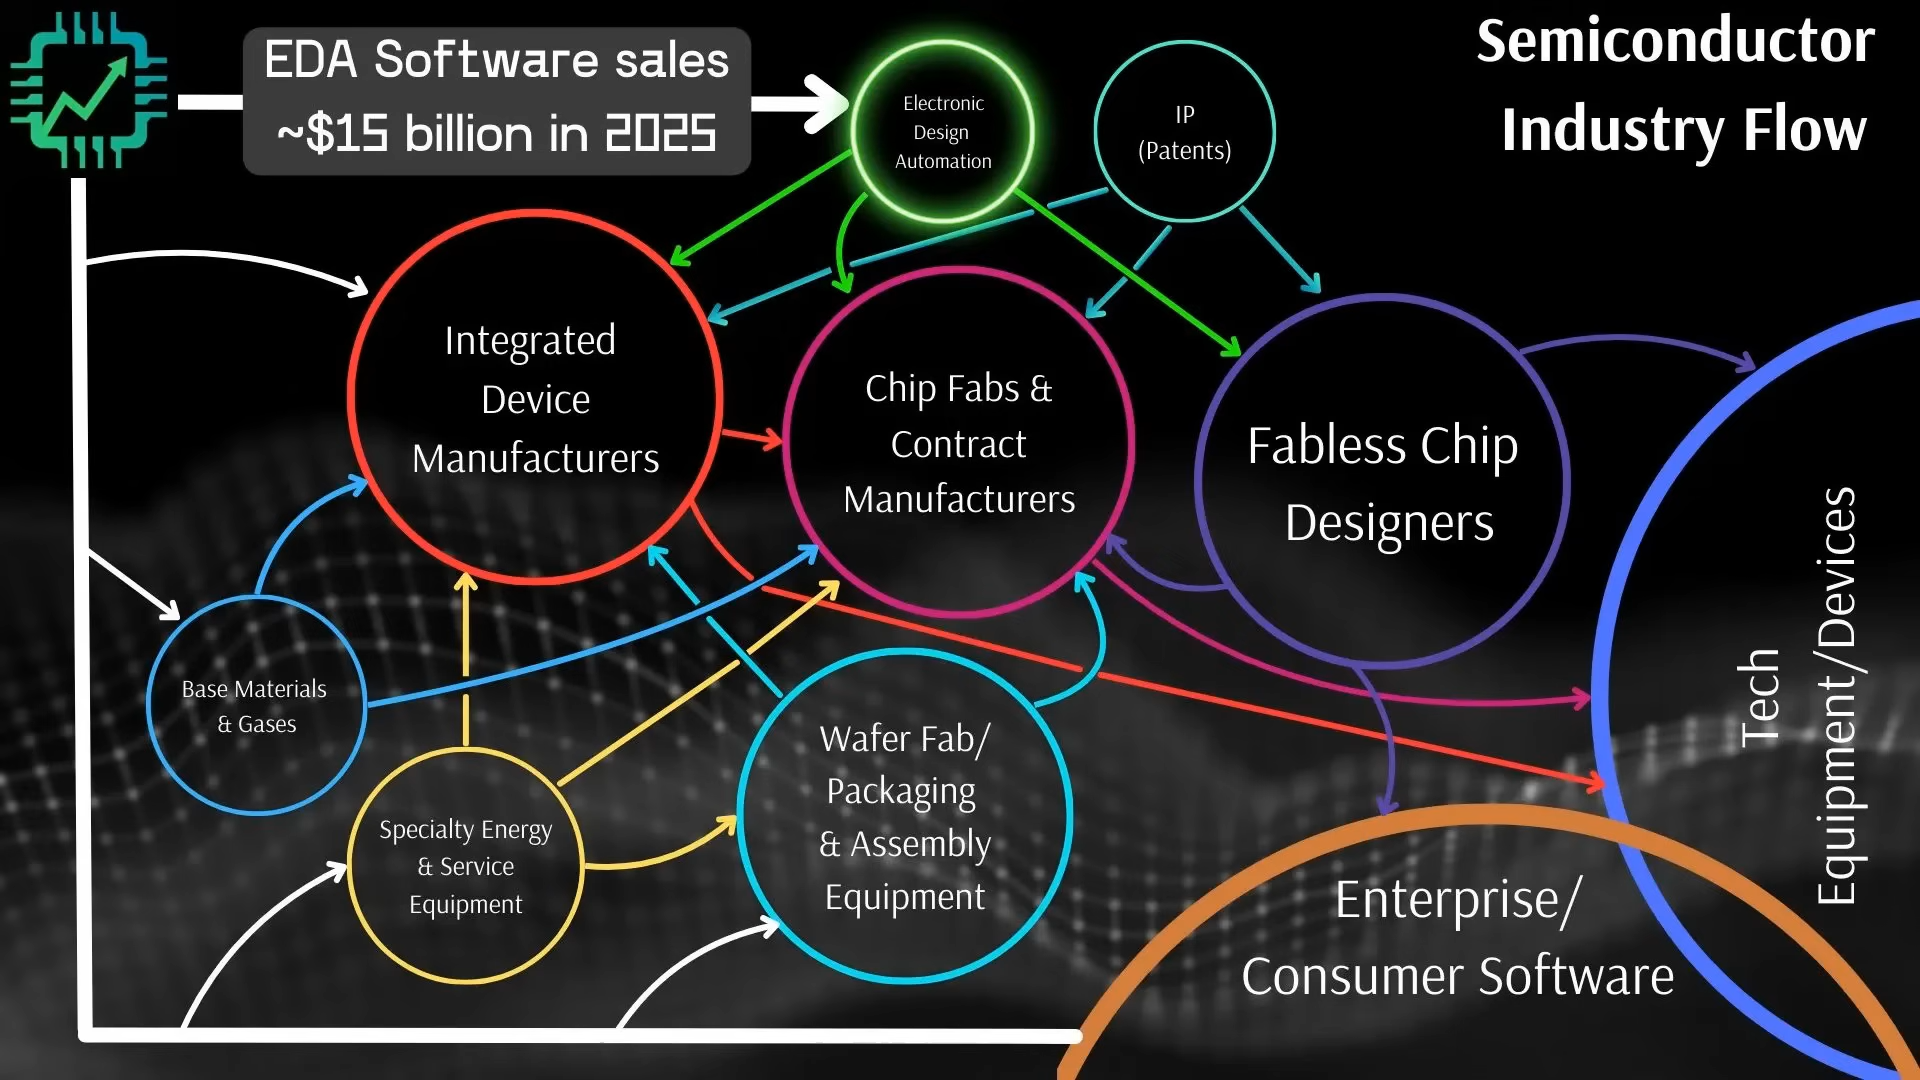 EDA Software sales
~$15 billion in 2025
Semiconductor
Industry Flow
Electronic
Design
Automation
IP
(Patents)
Integrated
Device
Manufacturers
Chip Fabs &
Contract
Manufacturers
Fabless Chip
Designers
Tech
Equipment/Devices
Base Materials
& Gases
Specialty Energy
& Service
Equipment
Wafer Fab/
Packaging
& Assembly
Equipment
Enterprise/
Consumer Software